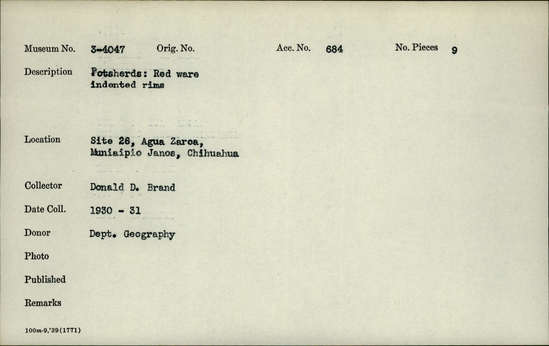 Museum No. 3-4047 Orig. No. Acc. No. 684 No. Pieces 9
Description Potsherds: Red ware
indented rims
Location Site 26, Agua Zarca,
Muniaipio Janos, Chihuahua
Collector Donald D. Brand
Date Coll. 1930 - 31
Donor Dept. Geography
Photo
Published
Remarks
100m-9,'39(1771)